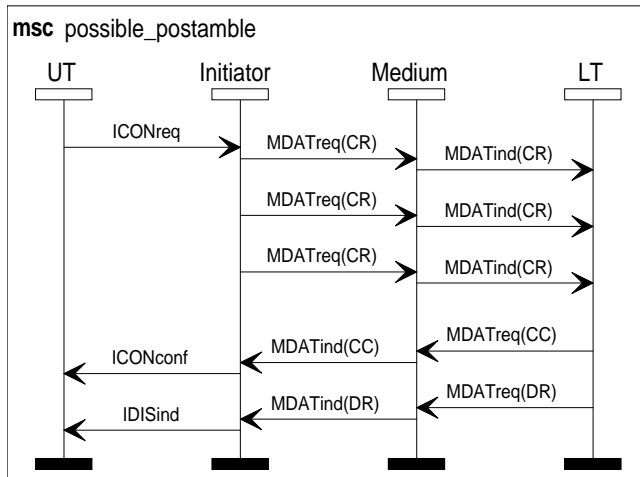 msc possible_postamble
UT Initiator Medium LT
ICONreq
MDATreq(CR)
MDATind(CR)
MDATreq(CR)
MDATind(CR)
MDATreq(CR)
MDATind(CR)
MDATreq(CC)
MDATind(CC)
ICONconf
MDATreq(DR)
MDATind(DR)
IDISind